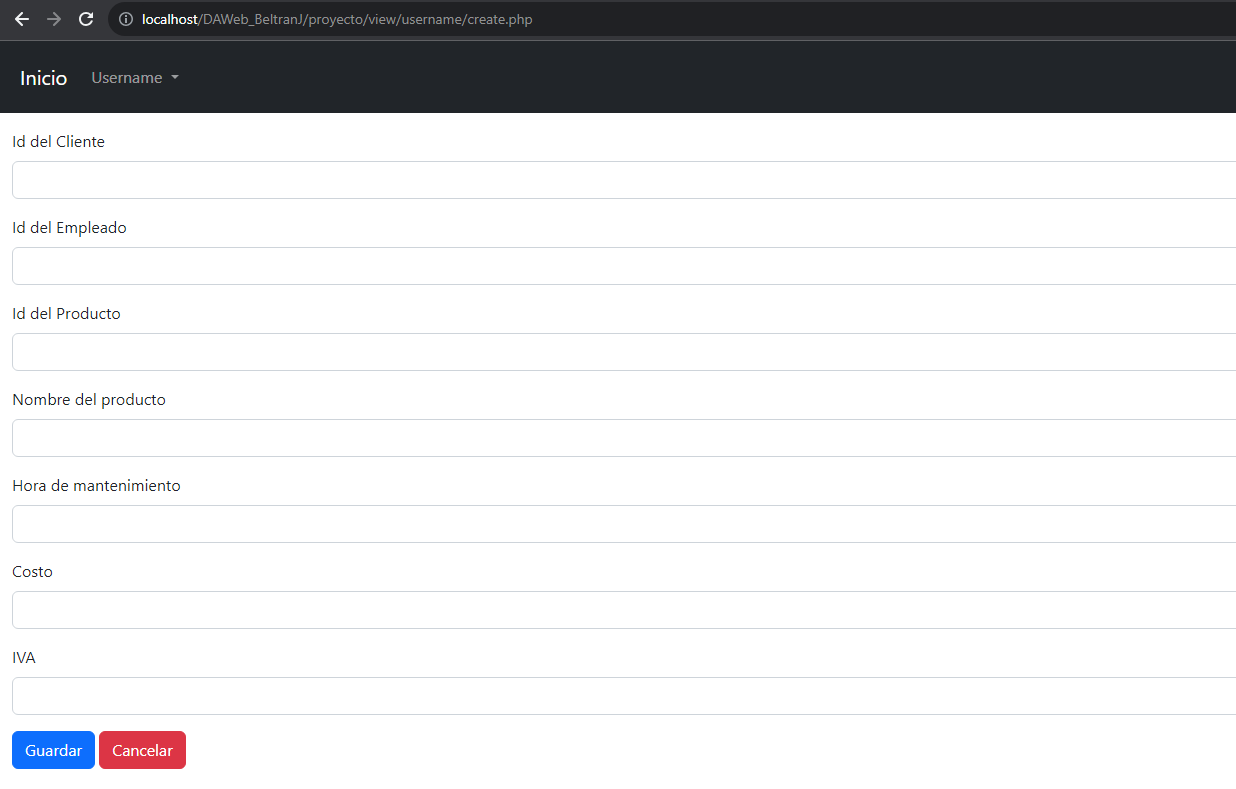 localhost/DAWeb_BeltranJ/proyecto/view/username/create.php
Inicio Username
Id del Cliente
Id del Empleado
Id del Producto
Nombre del producto
Hora de mantenimiento
Costo
IVA
Guardar Cancelar